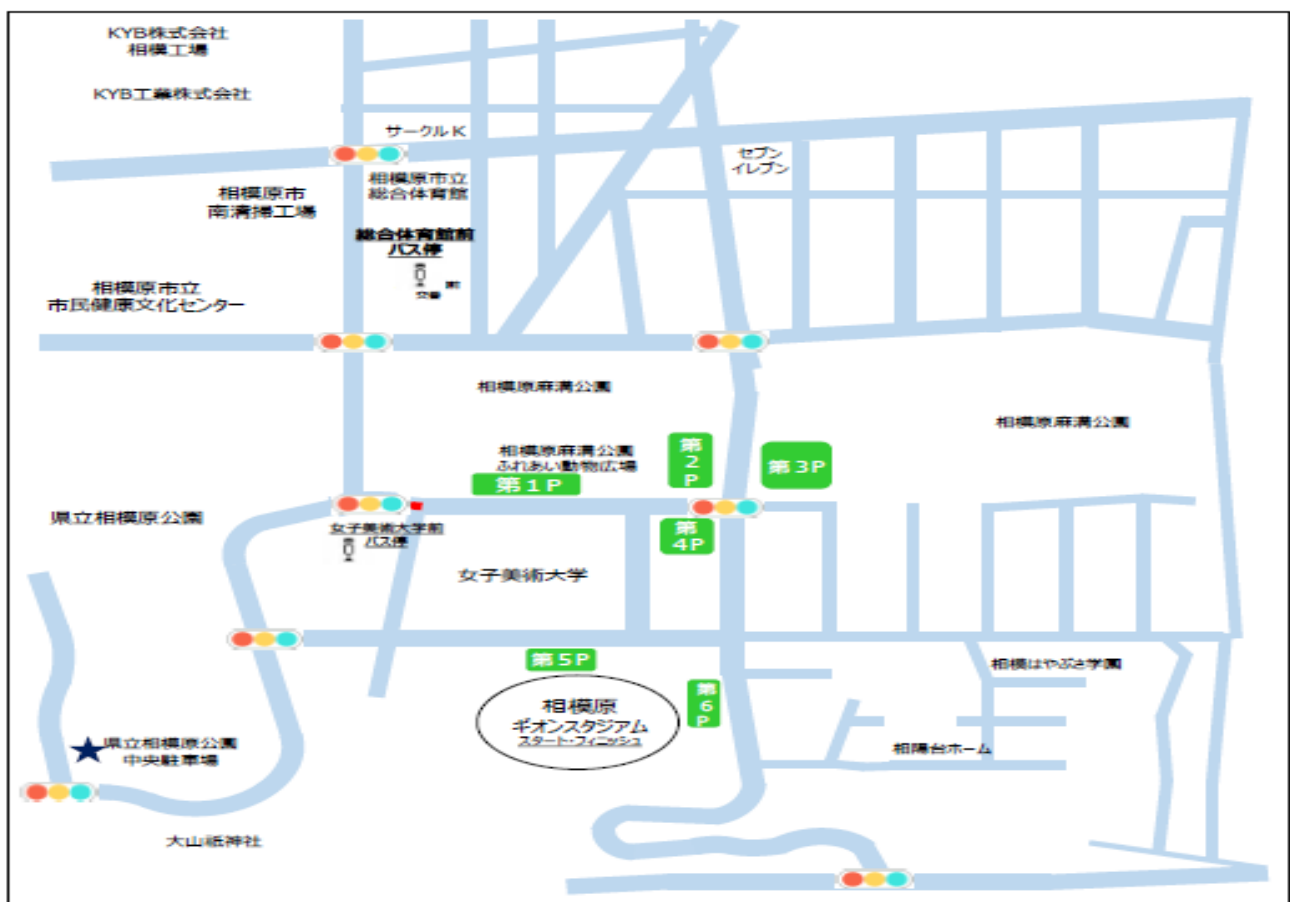 KYB株式会社
相模工場
KYB工業株式会社
サークルK
セブン
イレブン
相模原市立
総合体育館
相模原市
南清掃工場
総合体育館前
バス停
交番
相模原市立
市民健康文化センター
相模原麻溝公園
相模原麻溝公園
相模原麻溝公園
ふれあい動物広場
第
2
P
第3P
第1P
県立相模原公園
女子美術大学前
バス停
第
4P
女子美術大学
第5P
相模はやぶさ学園
第
6
P
相模原
ギオンスタジアム
スタート・フィニッシュ
県立相模原公園
中央駐車場
相陽台ホーム
大山祇神社